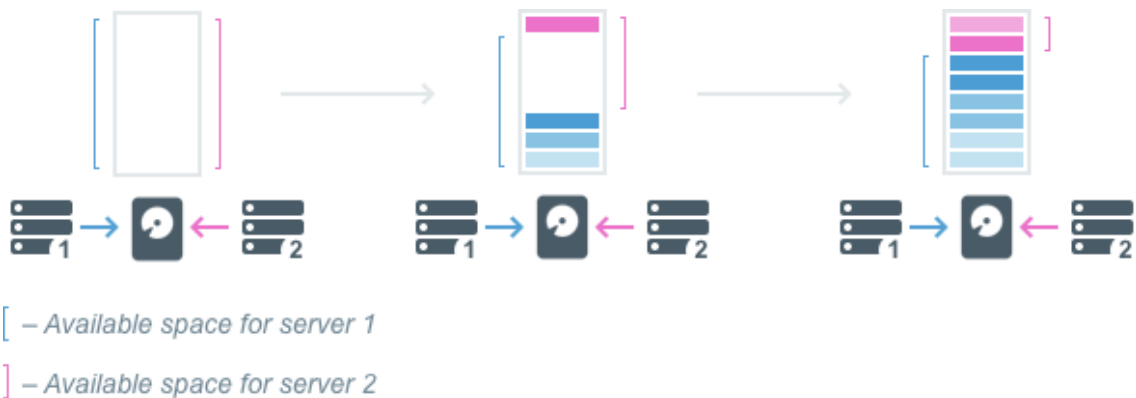 1 2 1 2 1 2
[ – Available space for server 1
] – Available space for server 2